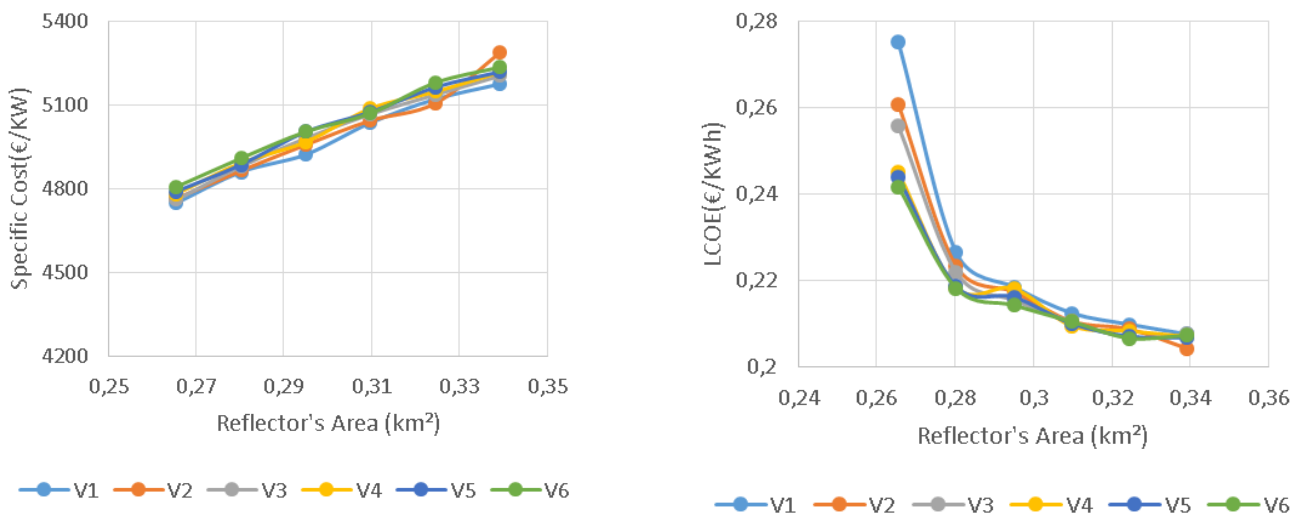 5400
5100
4800
4500
4200
Specific Cost(€/KW)
0,25 0,27 0,29 0,31 0,33 0,35
Reflector's Area (km²)
V1 V2 V3 V4 V5 V6
0,28
0,26
0,24
0,22
0,2
LCOE(€/KWh)
0,24 0,26 0,28 0,3 0,32 0,34 0,36
Reflector's Area (km²)
V1 V2 V3 V4 V5 V6